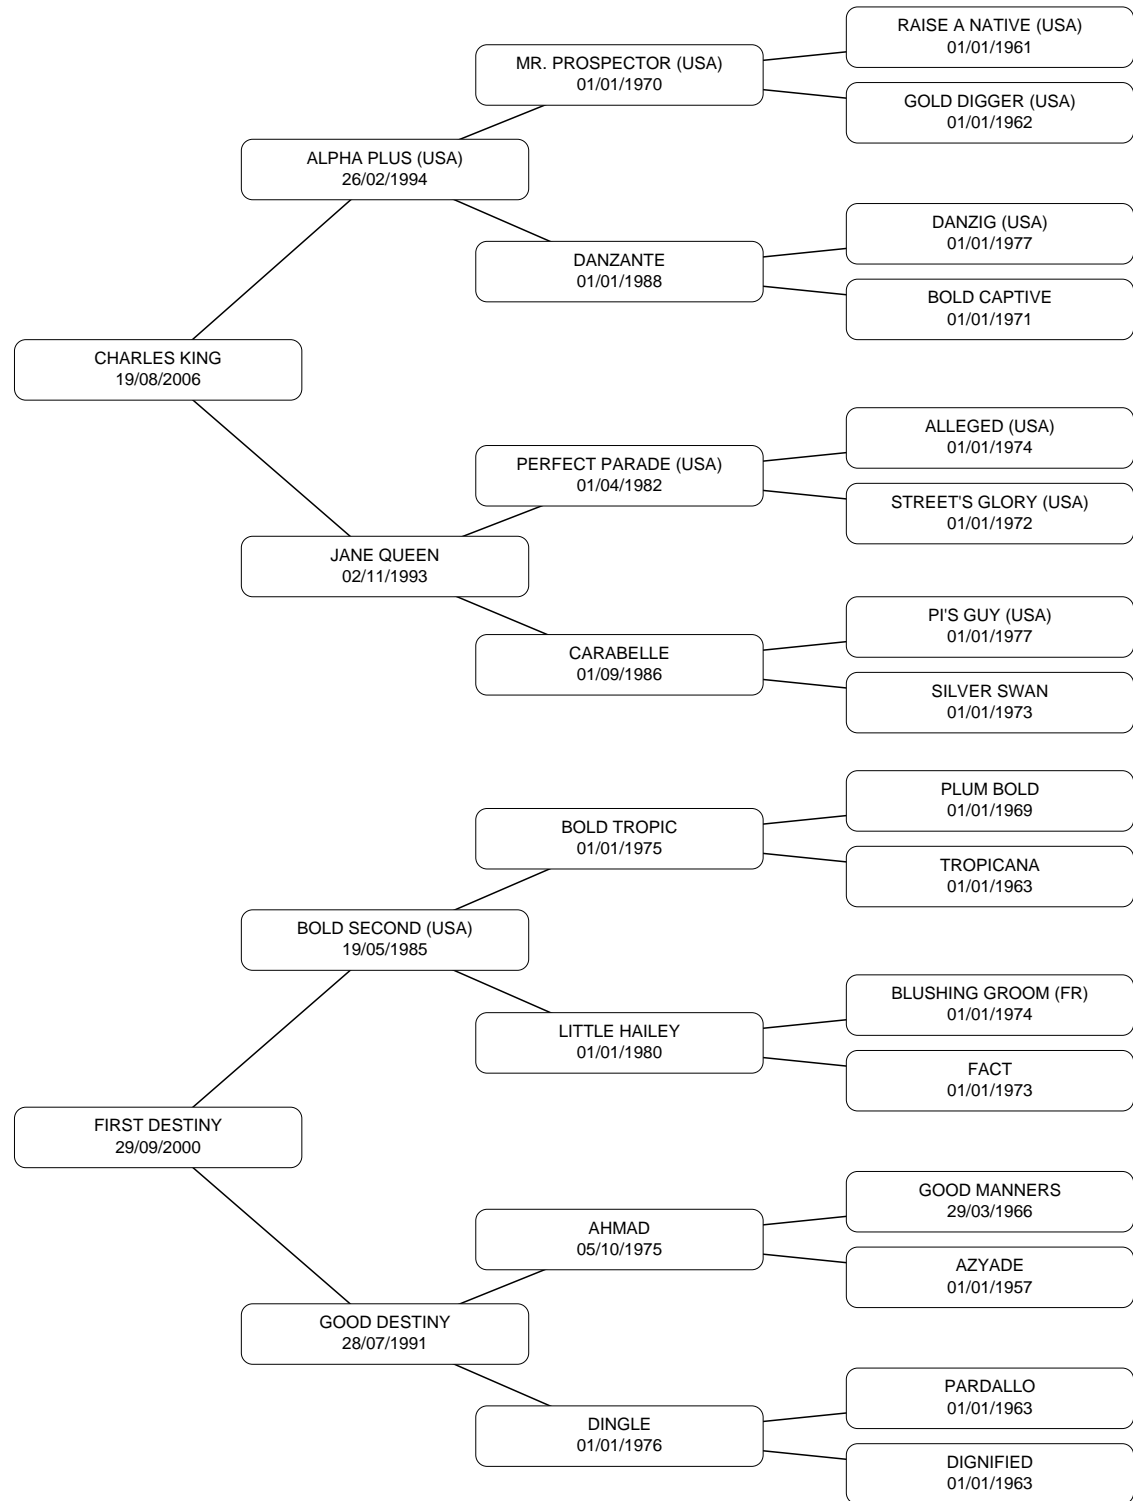 RAISE A NATIVE (USA)
01/01/1961
MR. PROSPECTOR (USA)
01/01/1970
GOLD DIGGER (USA)
01/01/1962
ALPHA PLUS (USA)
26/02/1994
DANZIG (USA)
01/01/1977
DANZANTE
01/01/1988
BOLD CAPTIVE
01/01/1971
CHARLES KING
19/08/2006
ALLEGED (USA)
01/01/1974
PERFECT PARADE (USA)
01/04/1982
STREET'S GLORY (USA)
01/01/1972
JANE QUEEN
02/11/1993
PI'S GUY (USA)
01/01/1977
CARABELLE
01/09/1986
SILVER SWAN
01/01/1973
PLUM BOLD
01/01/1969
BOLD TROPIC
01/01/1975
TROPICANA
01/01/1963
BOLD SECOND (USA)
19/05/1985
BLUSHING GROOM (FR)
01/01/1974
LITTLE HAILEY
01/01/1980
FACT
01/01/1973
FIRST DESTINY
29/09/2000
GOOD MANNERS
29/03/1966
AHMAD
05/10/1975
AZYADE
01/01/1957
GOOD DESTINY
28/07/1991
PARDALLO
01/01/1963
DINGLE
01/01/1976
DIGNIFIED
01/01/1963